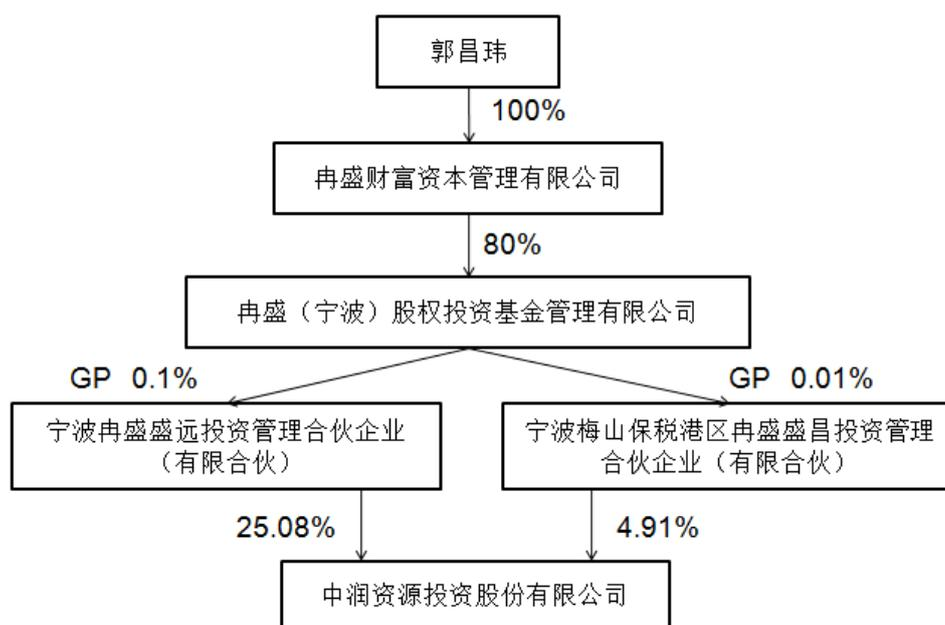 郭昌玮
100%
冉盛财富资本管理有限公司
80%
冉盛（宁波）股权投资基金管理有限公司
GP 0.1%
GP 0.01%
宁波冉盛盛远投资管理合伙企业
（有限合伙）
宁波梅山保税港区冉盛盛昌投资管理
合伙企业（有限合伙）
25.08%
4.91%
中润资源投资股份有限公司